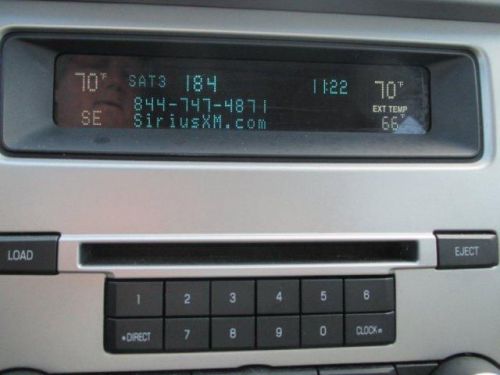 70°F SAT3 184 11:22 70°F
844-747-4871 EXT TEMP
SE SiriusXM.com 66°F
LOAD EJECT
1 2 3 4 5 6
*DIRECT 7 8 9 0 CLOCK